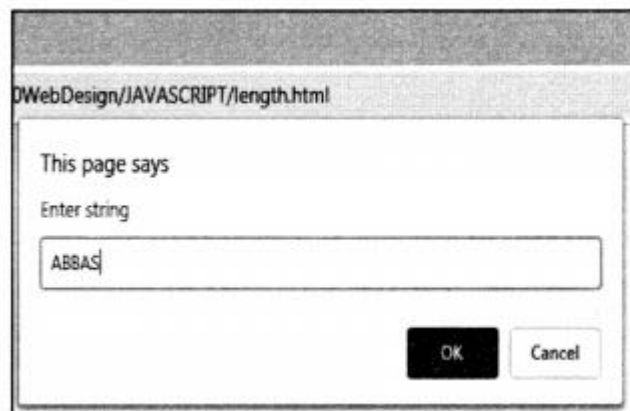 0WebDesign/JAVASCRIPT/length.html
This page says
Enter string
ABBAS
OK
Cancel